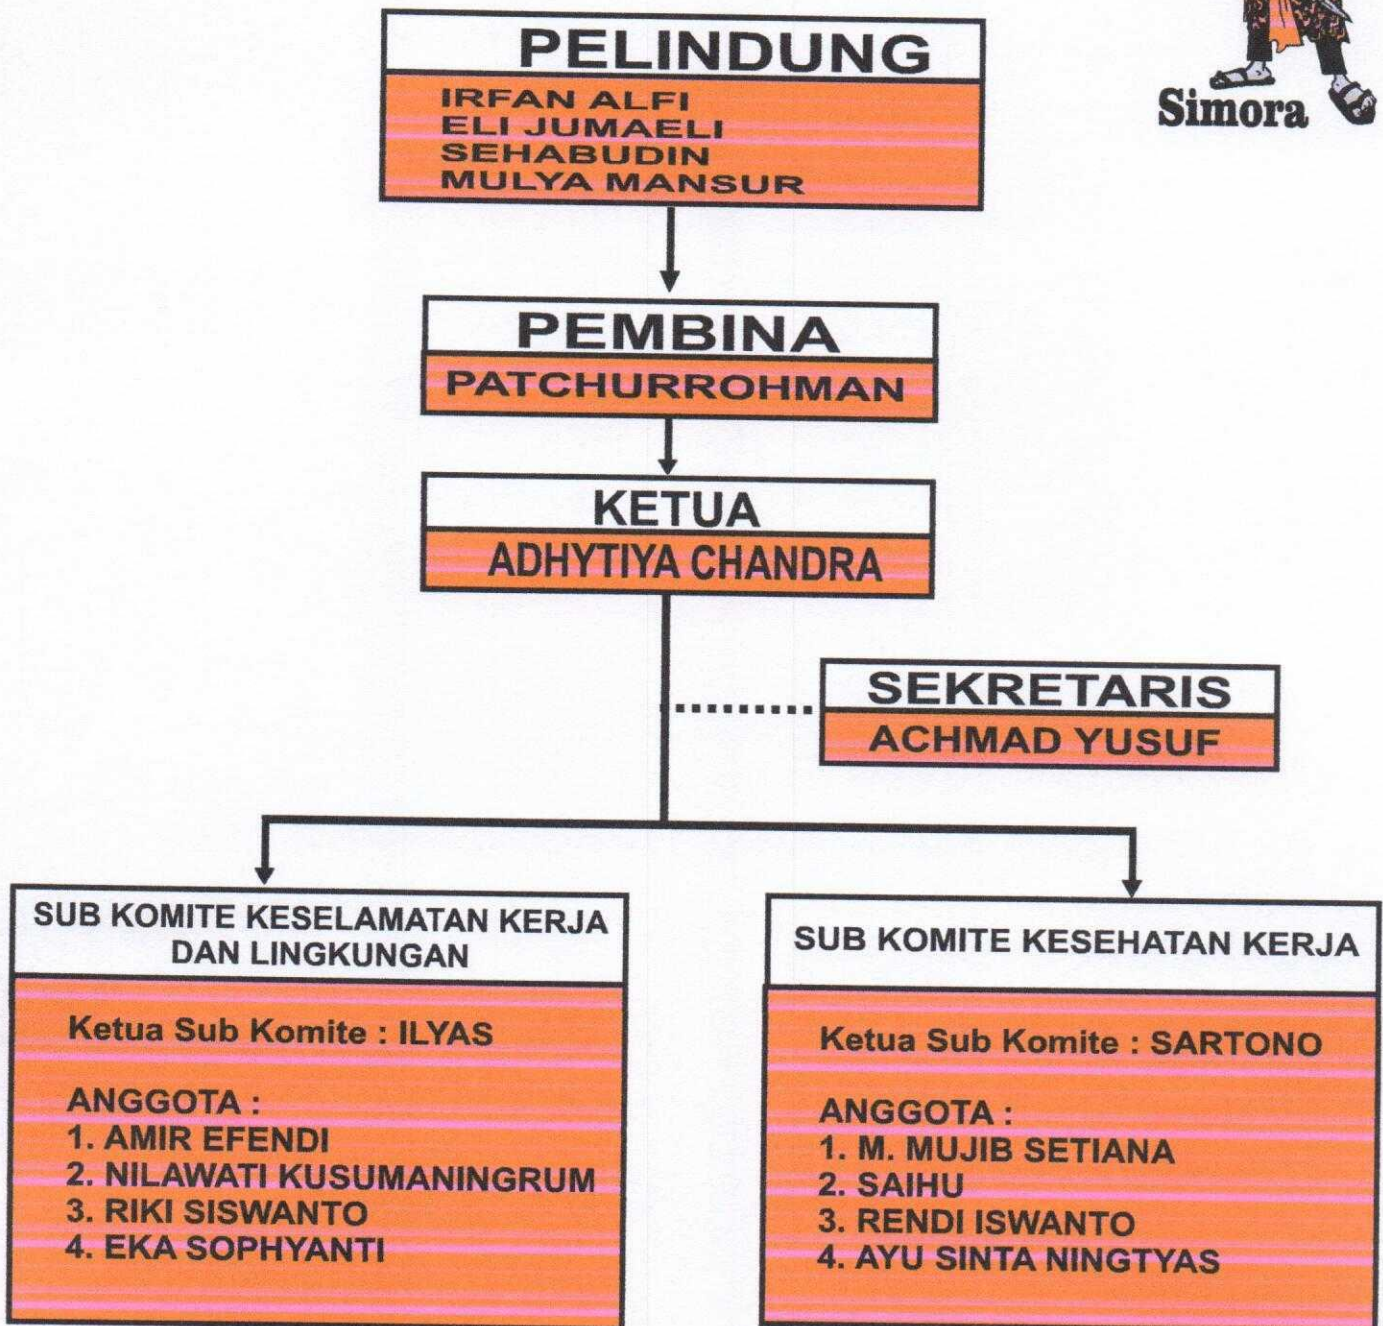 Simora
PELINDUNG
IRFAN ALFI
ELI JUMAELI
SEHABUDIN
MULYA MANSUR
PEMBINA
PATCHURROHMAN
KETUA
ADHYTIYA CHANDRA
SEKRETARIS
ACHMAD YUSUF
SUB KOMITE KESELAMATAN KERJA
DAN LINGKUNGAN
Ketua Sub Komite : ILYAS
ANGGOTA :
1. AMIR EFENDI
2. NILAWATI KUSUMANINGRUM
3. RIKI SISWANTO
4. EKA SOPHYANTI
SUB KOMITE KESEHATAN KERJA
Ketua Sub Komite : SARTONO
ANGGOTA :
1. M. MUJIB SETIANA
2. SAIHU
3. RENDI ISWANTO
4. AYU SINTA NINGTYAS